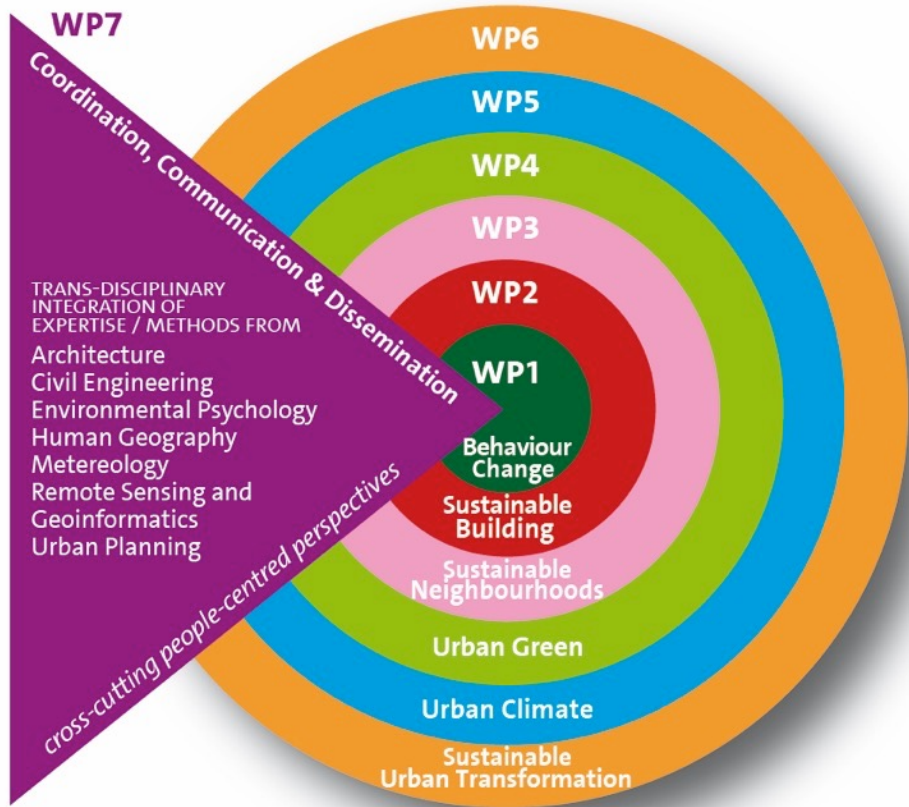 WP7
Coordination, Communication & Dissemination
TRANS-DISCIPLINARY
INTEGRATION OF
EXPERTISE / METHODS FROM
Architecture
Civil Engineering
Environmental Psychology
Human Geography
Metereology
Remote Sensing and
Geoinformatics
Urban Planning
cross-cutting people-centred perspectives
WP6
WP5
WP4
WP3
WP2
WP1
Behaviour
Change
Sustainable
Building
Sustainable
Neighbourhoods
Urban Green
Urban Climate
Sustainable
Urban Transformation